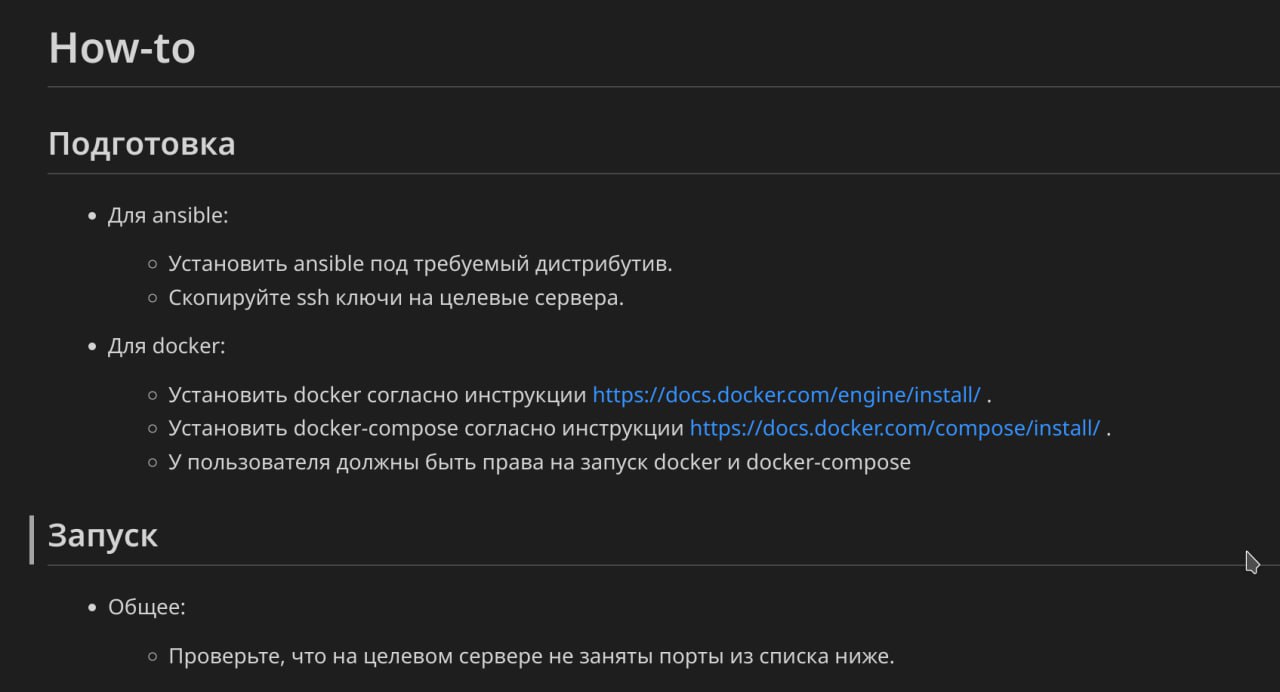 How-to
Подготовка
Для ansible:
Установить ansible под требуемый дистрибутив.
Скопируйте ssh ключи на целевые сервера.
Для docker:
Установить docker согласно инструкции https://docs.docker.com/engine/install/ .
Установить docker-compose согласно инструкции https://docs.docker.com/compose/install/ .
У пользователя должны быть права на запуск docker и docker-compose
Запуск
Общее:
Проверьте, что на целевом сервере не заняты порты из списка ниже.